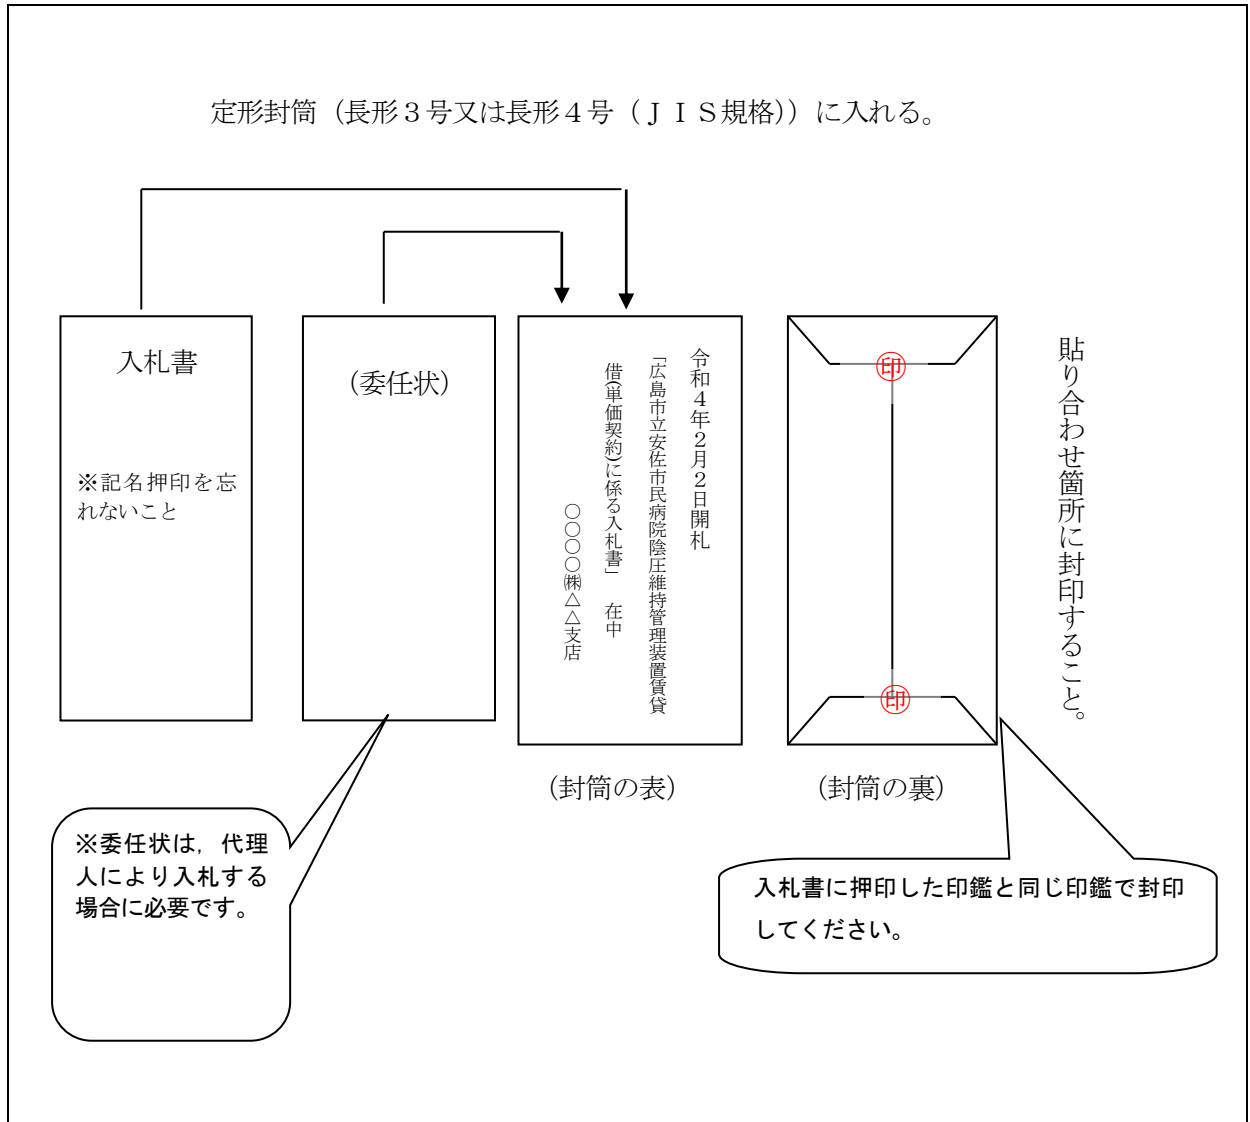 定形封筒（長形３号又は長形４号（ＪＩＳ規格））に入れる。
入札書
※記名押印を忘
れないこと
（委任状）
令和４年２月２日開札
「広島市立安佐市民病院陰圧維持管理装置賃貸
借(単価契約)に係る入札書」　在中
〇〇〇〇㈱△△支店
印
印
貼り合わせ箇所に封印すること。
（封筒の表）
（封筒の裏）
※委任状は，代理
人により入札する
場合に必要です。
入札書に押印した印鑑と同じ印鑑で封印
してください。